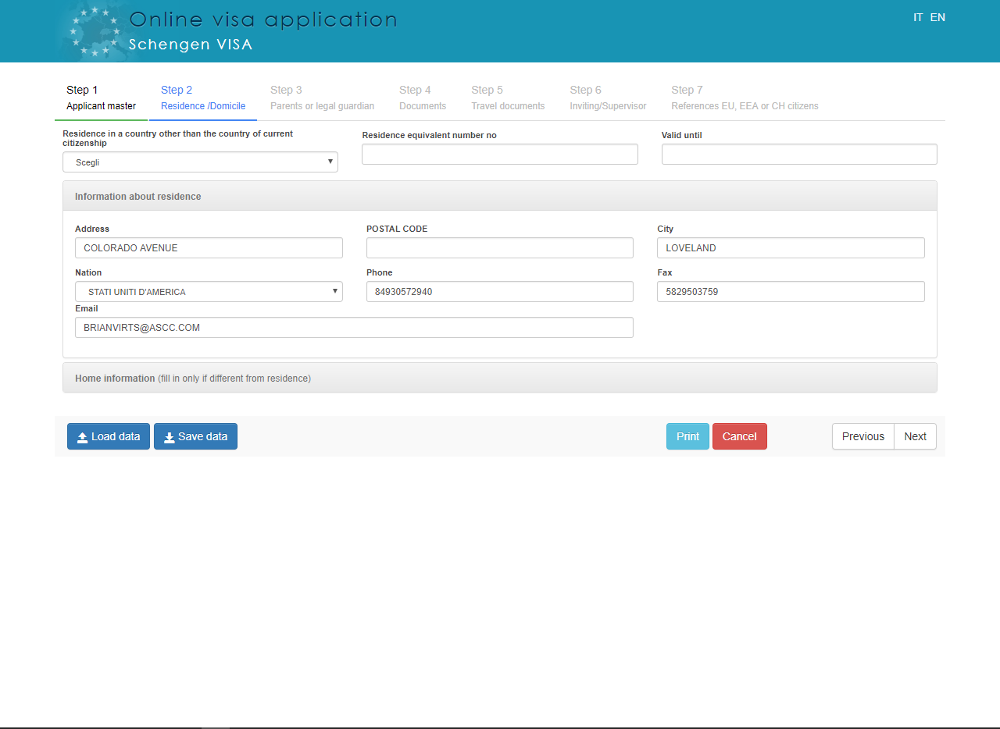 Online visa application
Schengen VISA
IT EN
Step 1
Applicant master
Step 2
Residence /Domicile
Step 3
Parents or legal guardian
Step 4
Documents
Step 5
Travel documents
Step 6
Inviting/Supervisor
Step 7
References EU, EEA or CH citizens
Residence in a country other than the country of current
citizenship
Scegli
Residence equivalent number no
Valid until
Information about residence
Address
COLORADO AVENUE
POSTAL CODE
City
LOVELAND
Nation
STATI UNITI D'AMERICA
Phone
84930572940
Fax
5829503759
Email
BRIANVIRTS@ASCC.COM
Home information (fill in only if different from residence)
Load data
Save data
Print
Cancel
Previous
Next